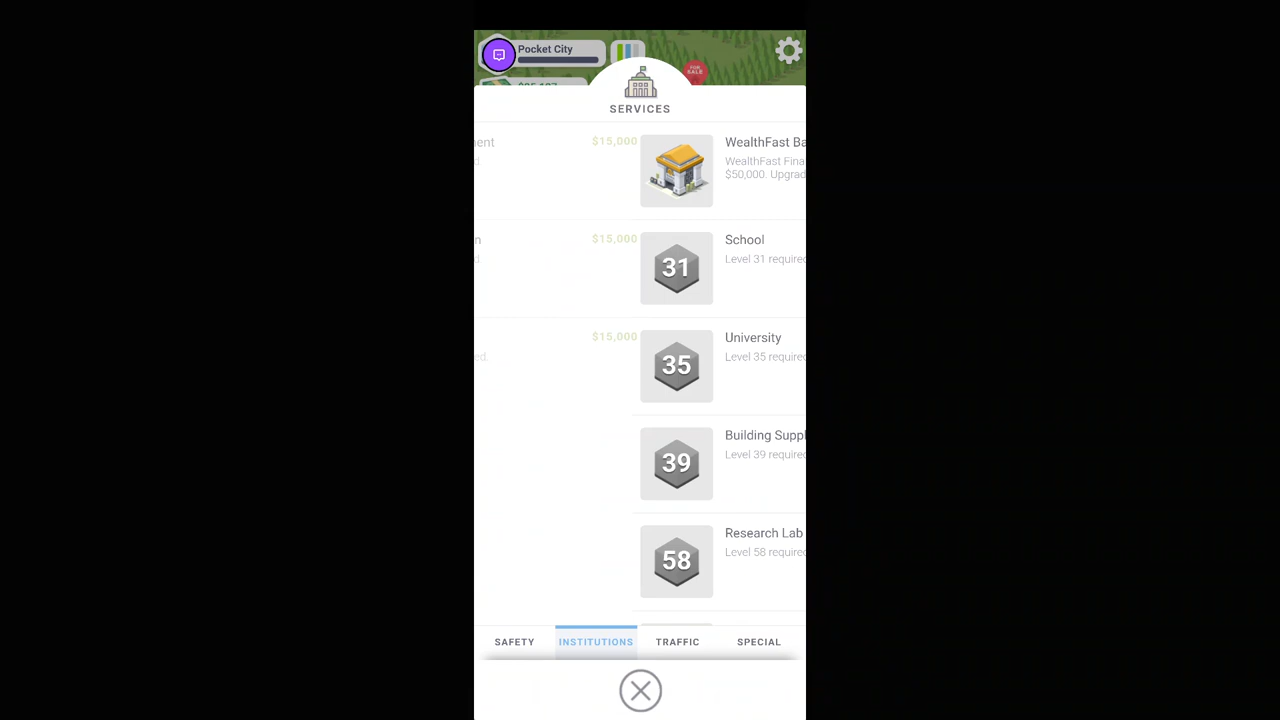 Pocket City
FOR
SALE
SERVICES
$15,000
WealthFast Ba
WealthFast Fina
$50,000. Upgrad
$15,000
School
31
Level 31 required
$15,000
University
35
Level 35 required
Building Suppl
39
Level 39 required
Research Lab
58
Level 58 required
SAFETY
INSTITUTIONS
TRAFFIC
SPECIAL